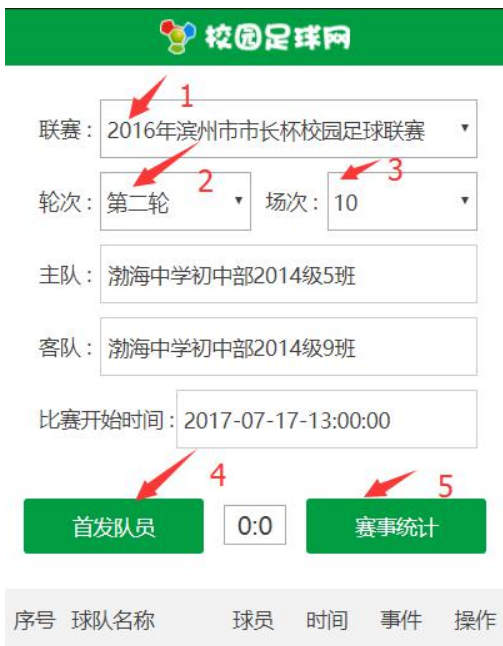 校园足球网
1
联赛： 2016年滨州市市长杯校园足球联赛
2 3
轮次： 第二轮 场次： 10
主队： 渤海中学初中部2014级5班
客队： 渤海中学初中部2014级9班
比赛开始时间： 2017-07-17-13:00:00
4 5
首发队员 0:0 赛事统计
序号 球队名称 球员 时间 事件 操作